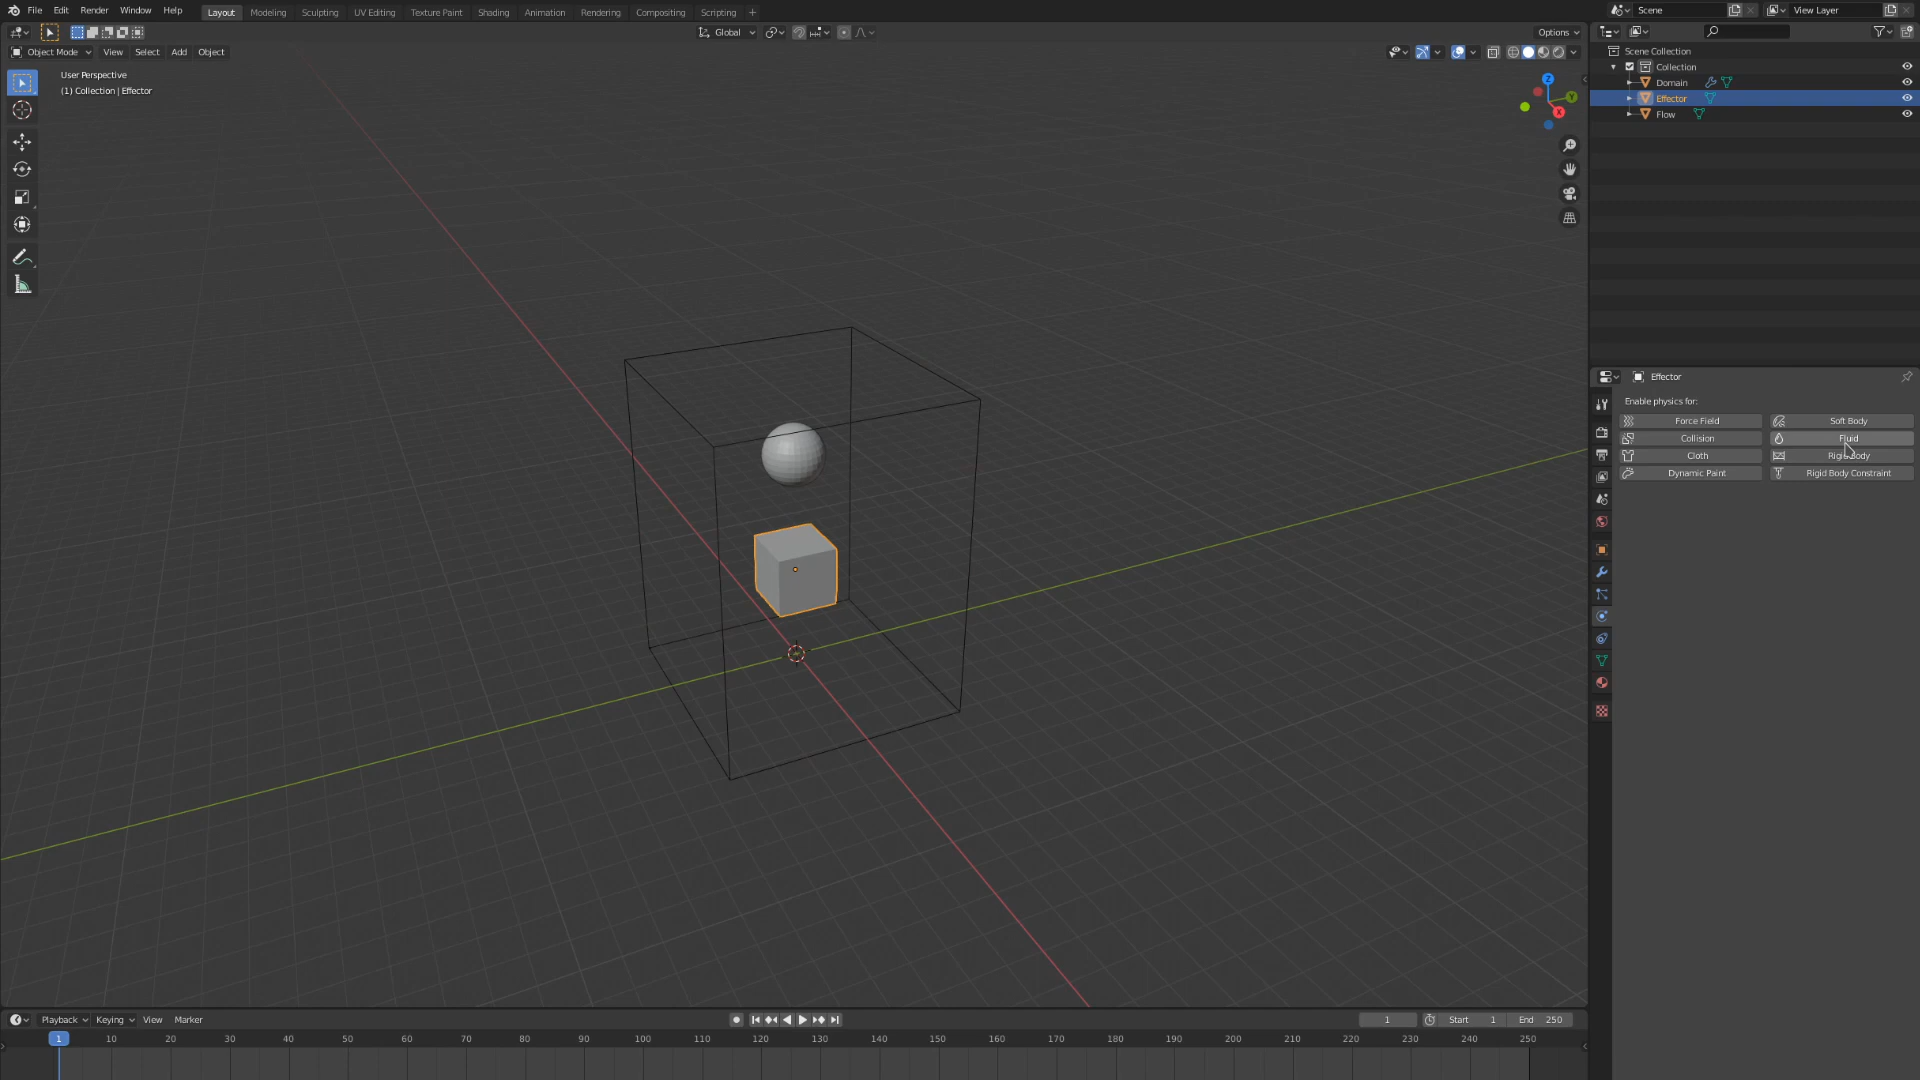 File Edit Render Window Help Layout Modeling Sculpting UV Editing Texture Paint Shading Animation Rendering Compositing Scripting + Scene View Layer
Global Options
Object Mode View Select Add Object
User Perspective
(1) Collection | Effector
Z
Y
X
Scene Collection
Collection
Domain
Effector
Flow
Effector
Enable physics for:
Force Field Soft Body
Collision Fluid
Cloth Rigid Body
Dynamic Paint Rigid Body Constraint
Playback Keying View Marker 1 Start 1 End 250
1 10 20 30 40 50 60 70 80 90 100 110 120 130 140 150 160 170 180 190 200 210 220 230 240 250